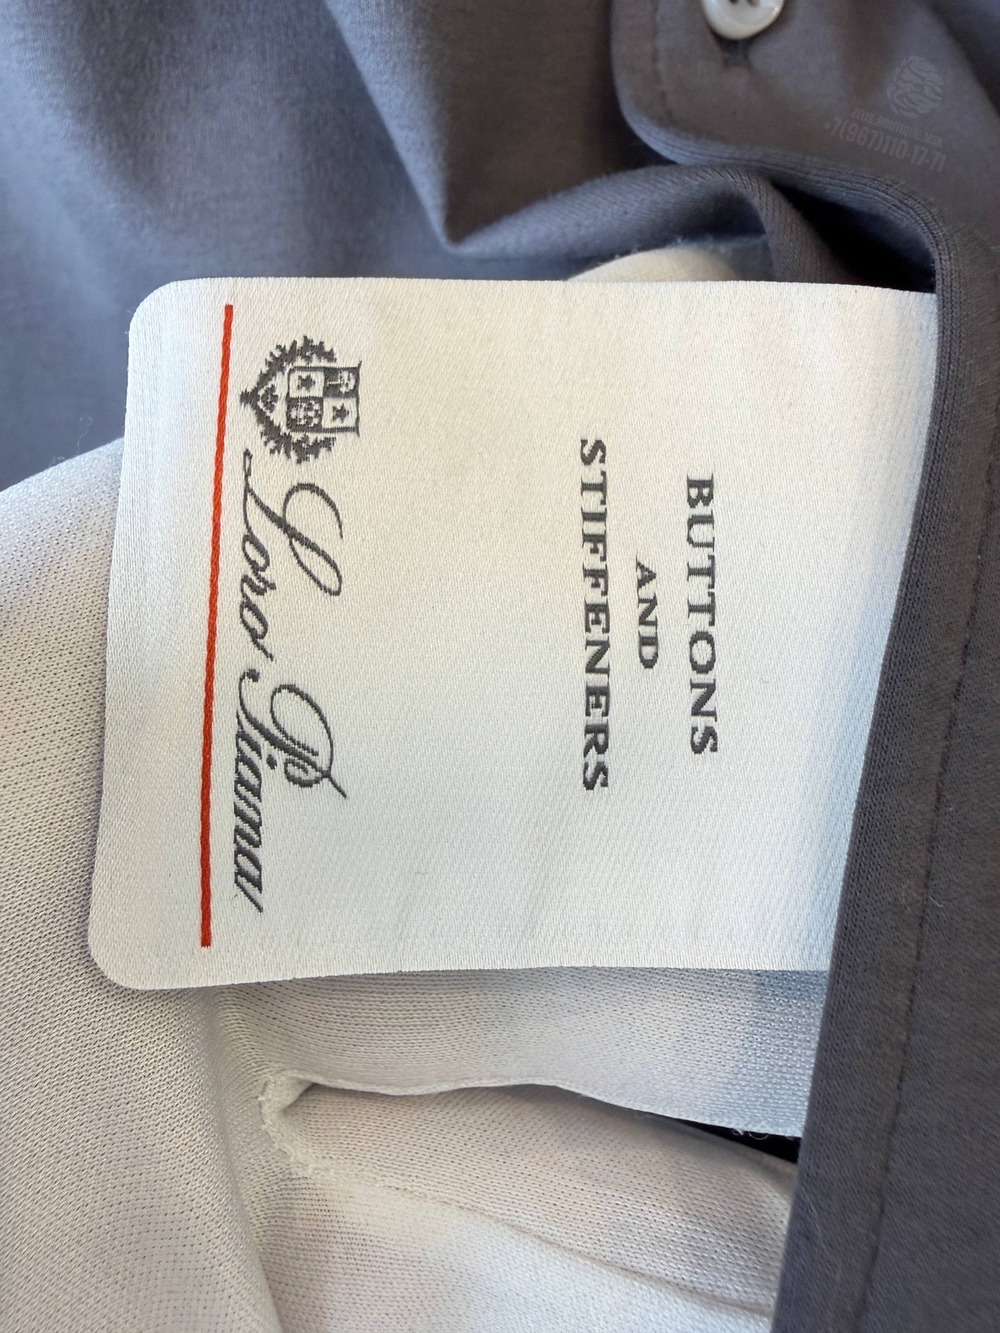 BUTTONS
AND
STIFFENERS
Loro Piana
+7(967)110-17-71